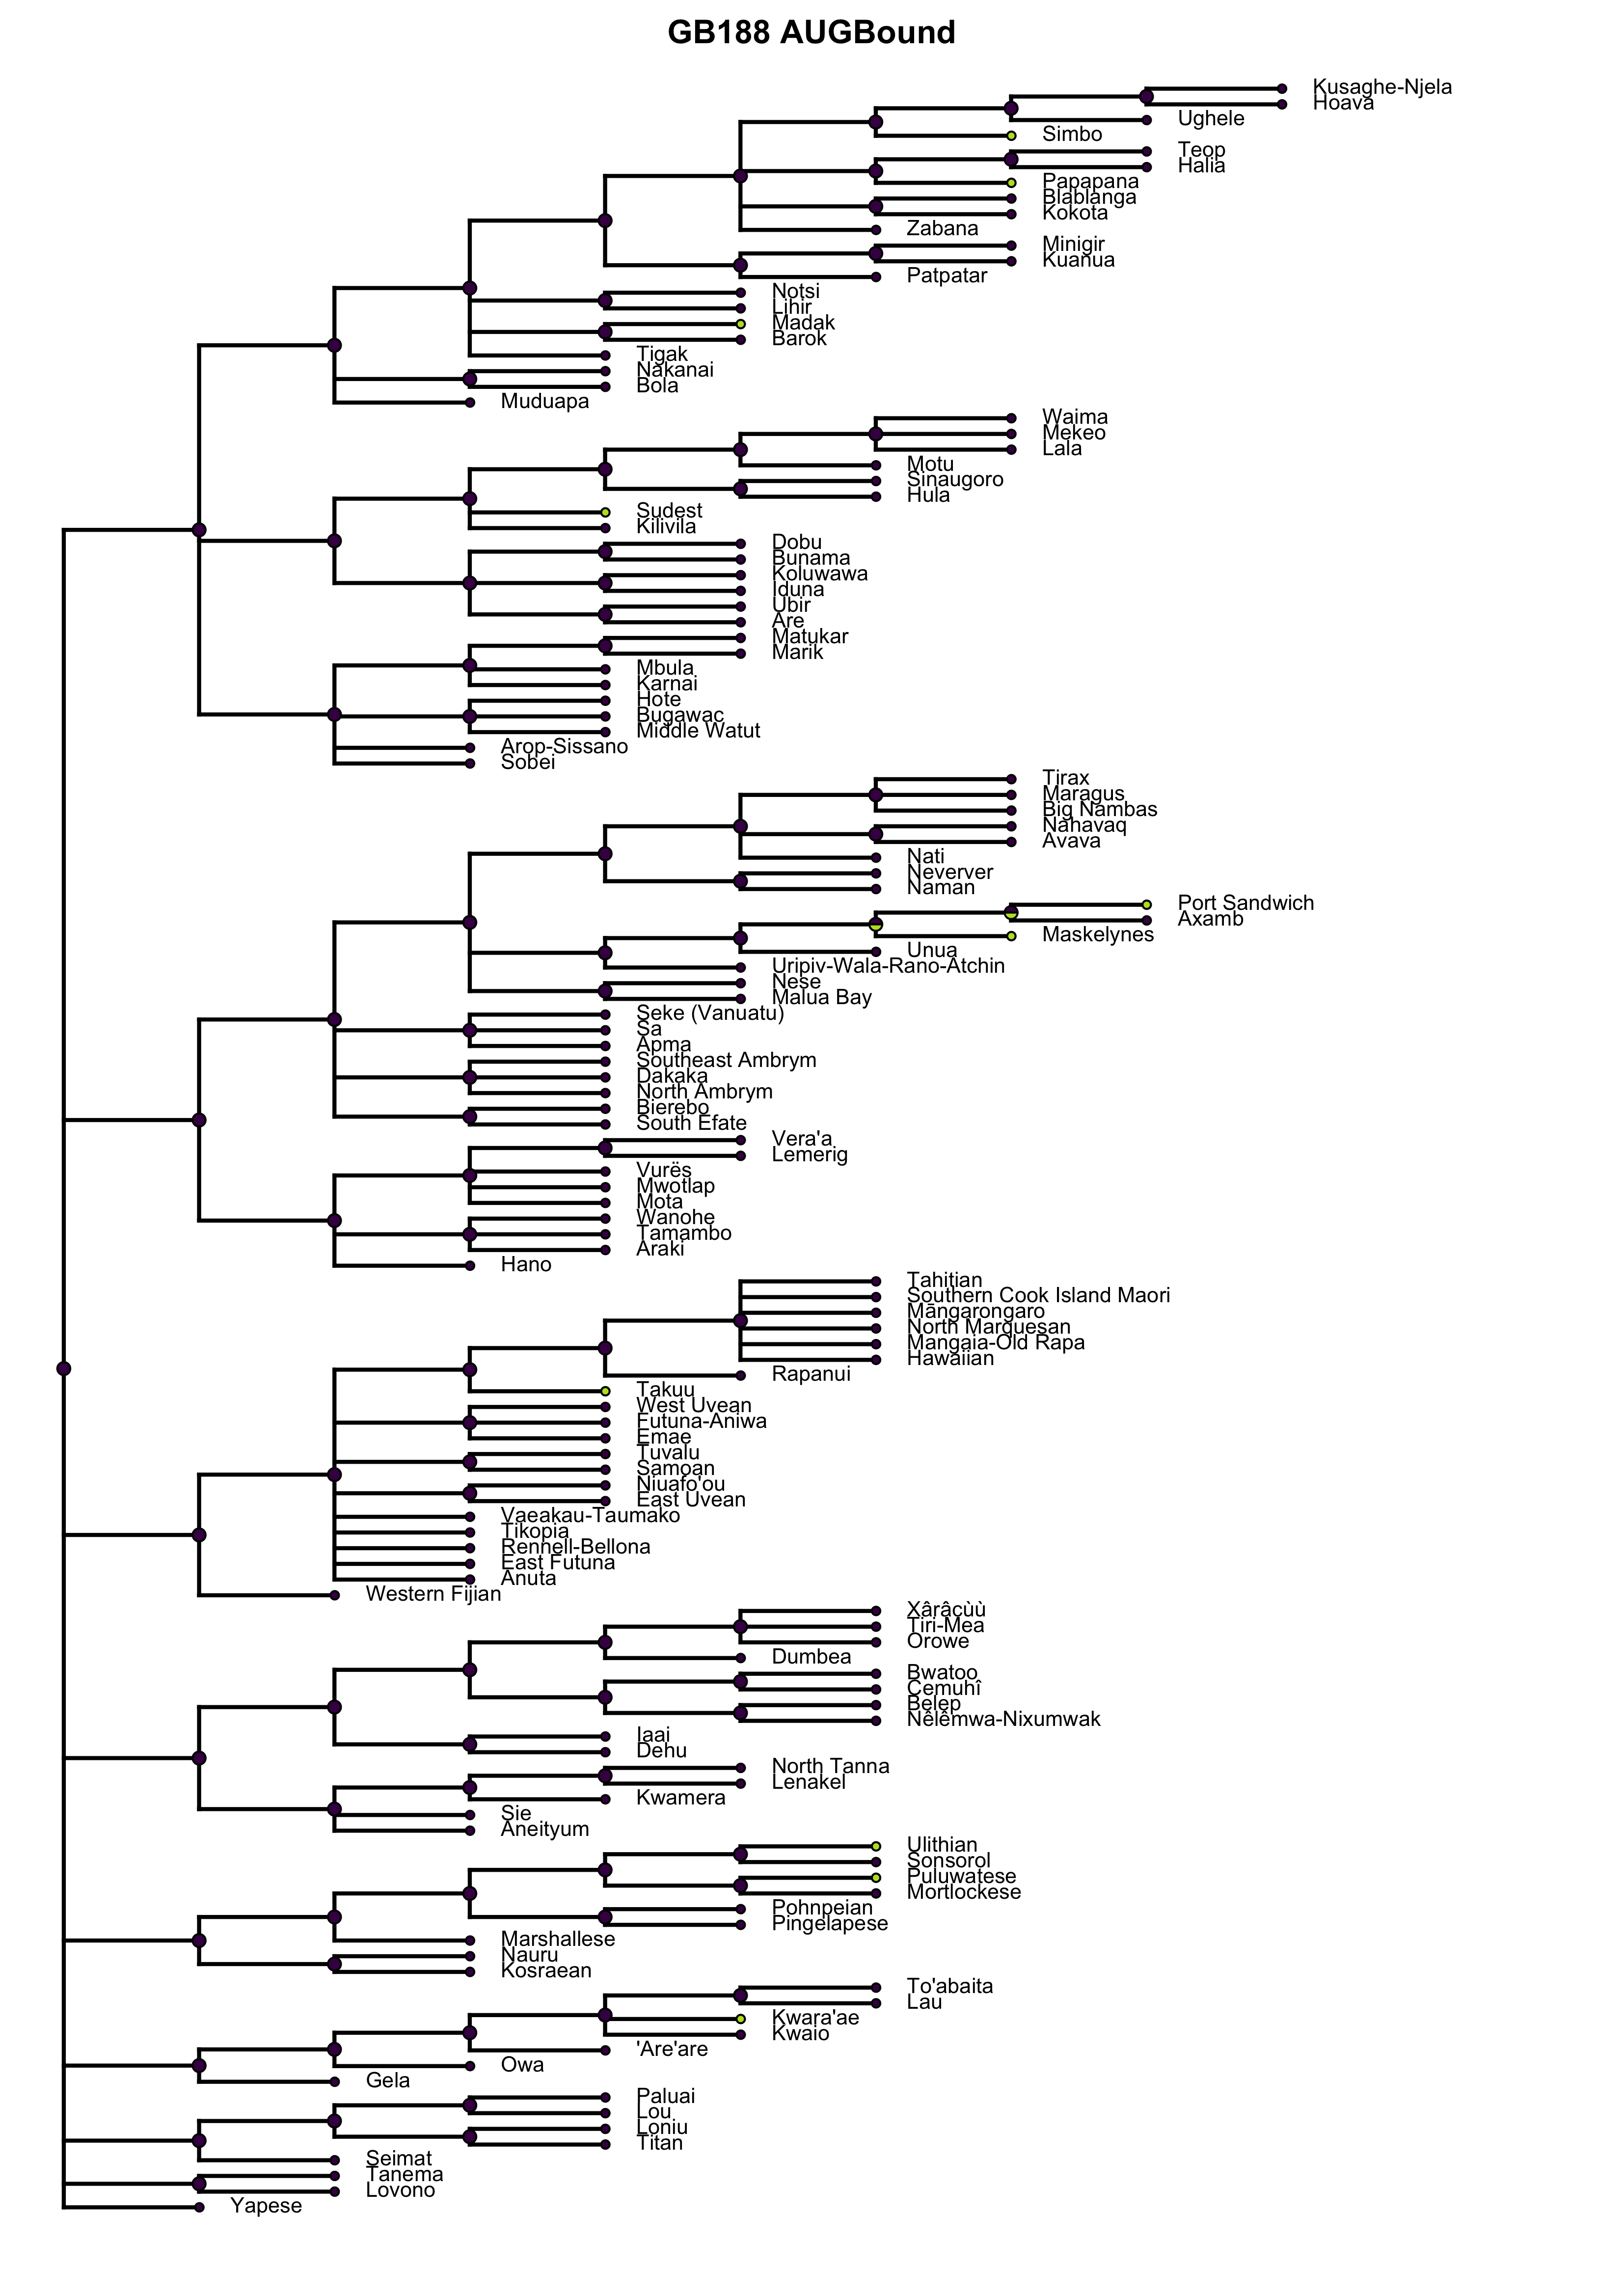 GB188 AUGBound
Kusaghe-Njela
Hoava
Ughele
Simbo
Teop
Halia
Papapana
Blablanga
Kokota
Zabana
Minigir
Kuanua
Patpatar
Notsi
Lihir
Madak
Barok
Tigak
Nakanai
Bola
Muduapa
Waima
Mekeo
Lala
Motu
Sinaugoro
Hula
Sudest
Kilivila
Dobu
Bunama
Koluwawa
Iduna
Ubir
Are
Matukar
Marik
Mbula
Karnai
Hote
Bugawac
Middle Watut
Arop-Sissano
Sobei
Tirax
Maragus
Big Nambas
Nahavaq
Avava
Nati
Neverver
Naman
Port Sandwich
Axamb
Maskelynes
Unua
Uripiv-Wala-Rano-Atchin
Nese
Malua Bay
Seke (Vanuatu)
Sa
Apma
Southeast Ambrym
Dakaka
North Ambrym
Bierebo
South Efate
Vera'a
Lemerig
Vurës
Mwotlap
Mota
Wanohe
Tamambo
Araki
Hano
Tahitian
Southern Cook Island Maori
Mangarongaro
North Marquesan
Mangaia-Old Rapa
Hawaiian
Rapanui
Takuu
West Uvean
Futuna-Aniwa
Emae
Tuvalu
Samoan
Niuafo'ou
East Uvean
Vaeakau-Taumako
Tikopia
Rennell-Bellona
East Futuna
Anuta
Western Fijian
Xârâcùù
Tiri-Mea
Orowe
Dumbea
Bwatoo
Cemuhî
Belep
Nêlêmwa-Nixumwak
Iaai
Dehu
North Tanna
Lenakel
Kwamera
Sie
Aneityum
Ulithian
Sonsorol
Puluwatese
Mortlockese
Pohnpeian
Pingelapese
Marshallese
Nauru
Kosraean
To'abaita
Lau
Kwara'ae
Kwaio
'Are'are
Owa
Gela
Paluai
Lou
Loniu
Titan
Seimat
Tanema
Lovono
Yapese